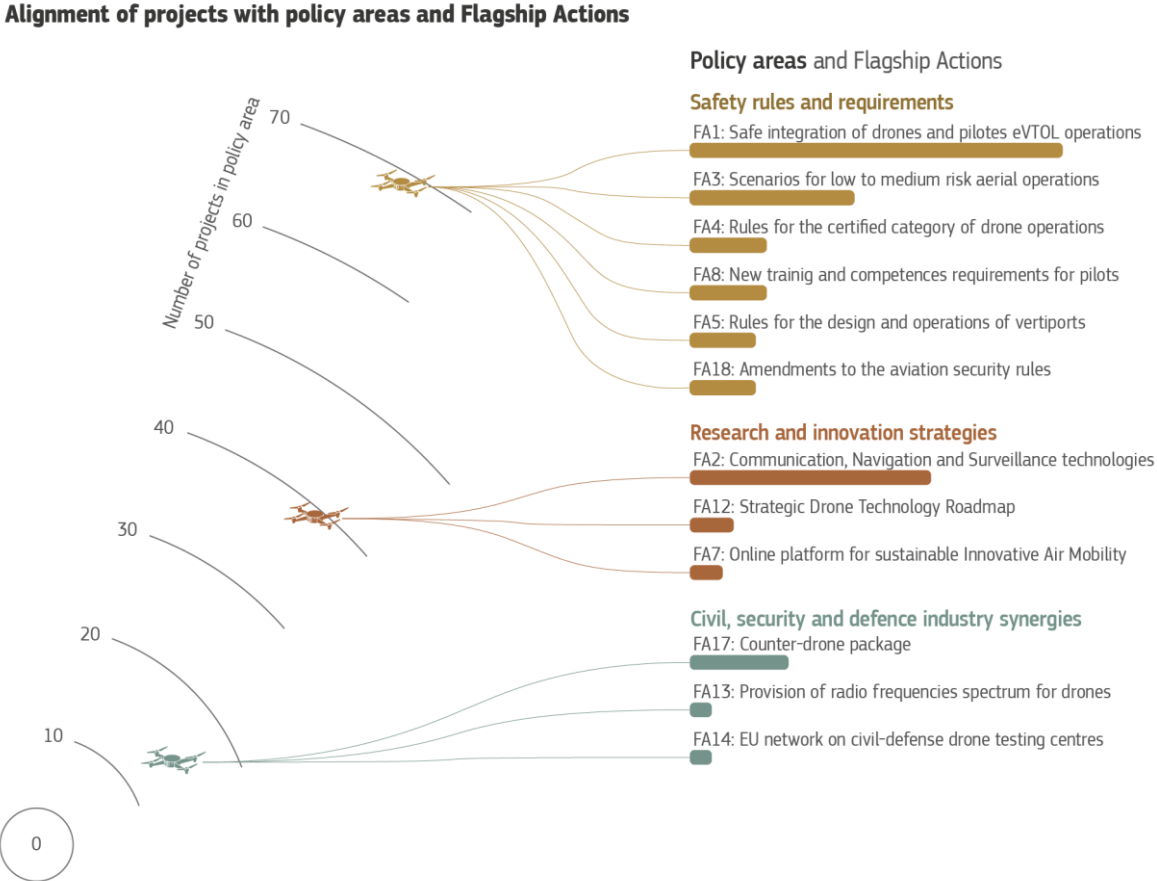 Alignment of projects with policy areas and Flagship Actions
Number of projects in policy area
70
60
50
40
30
20
10
0
Policy areas and Flagship Actions
Safety rules and requirements
FA1: Safe integration of drones and pilotes eVTOL operations
FA3: Scenarios for low to medium risk aerial operations
FA4: Rules for the certified category of drone operations
FA8: New trainig and competences requirements for pilots
FA5: Rules for the design and operations of vertiports
FA18: Amendments to the aviation security rules
Research and innovation strategies
FA2: Communication, Navigation and Surveillance technologies
FA12: Strategic Drone Technology Roadmap
FA7: Online platform for sustainable Innovative Air Mobility
Civil, security and defence industry synergies
FA17: Counter-drone package
FA13: Provision of radio frequencies spectrum for drones
FA14: EU network on civil-defense drone testing centres